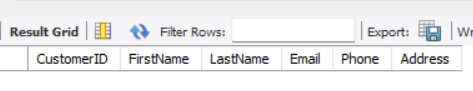 Result Grid Filter Rows: Export: Wr
CustomerID FirstName LastName Email Phone Address